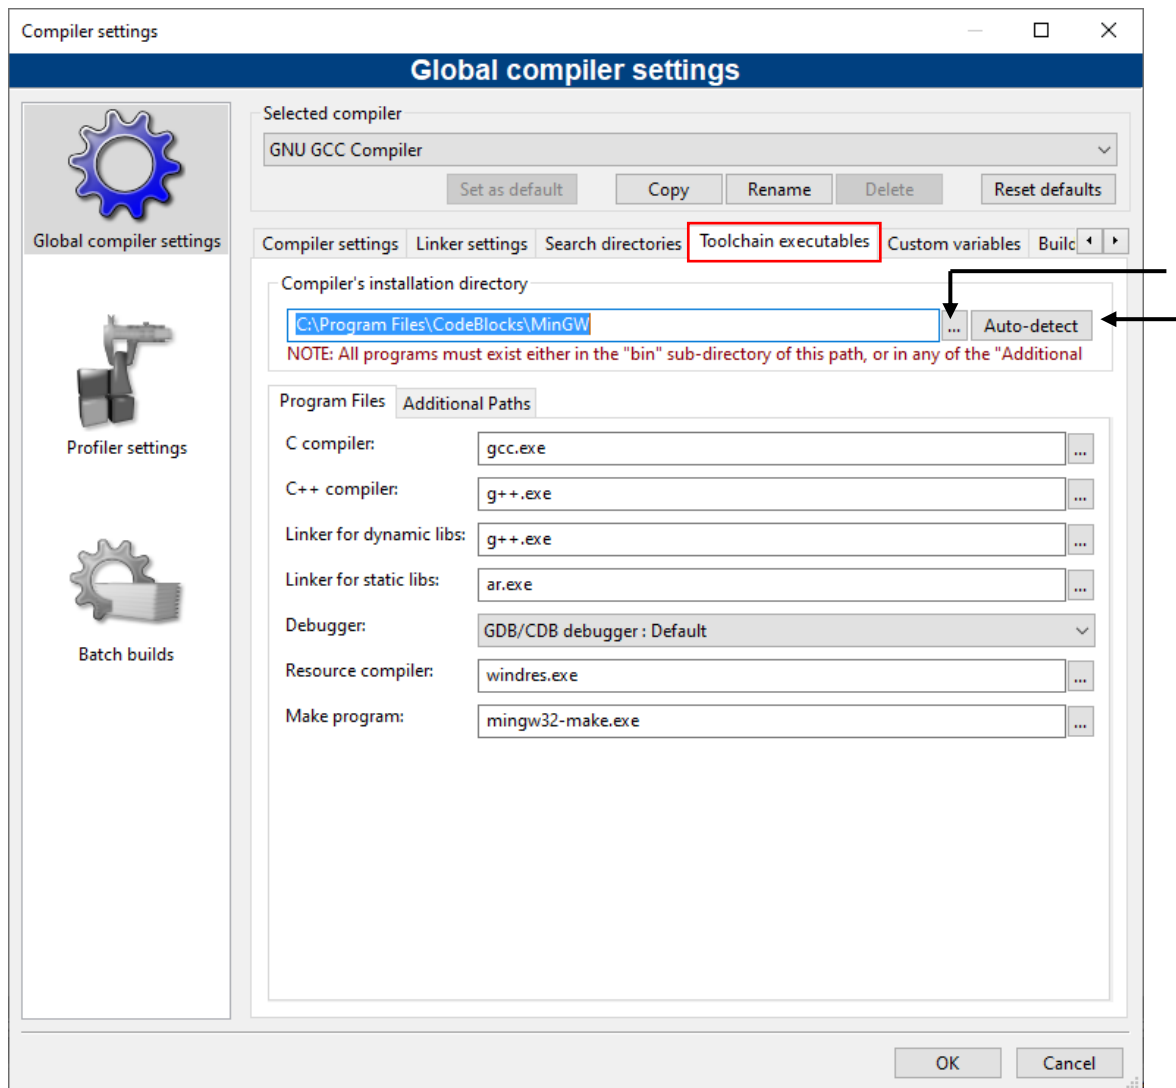 Compiler settings
Global compiler settings
Global compiler settings
Profiler settings
Batch builds
Selected compiler
GNU GCC Compiler
Set as default Copy Rename Delete Reset defaults
Compiler settings Linker settings Search directories Toolchain executables Custom variables Builc
Compiler's installation directory
C:\Program Files\CodeBlocks\MinGW ... Auto-detect
NOTE: All programs must exist either in the "bin" sub-directory of this path, or in any of the "Additional
Program Files Additional Paths
C compiler: gcc.exe ...
C++ compiler: g++.exe ...
Linker for dynamic libs: g++.exe ...
Linker for static libs: ar.exe ...
Debugger: GDB/CDB debugger : Default
Resource compiler: windres.exe ...
Make program: mingw32-make.exe ...
OK Cancel